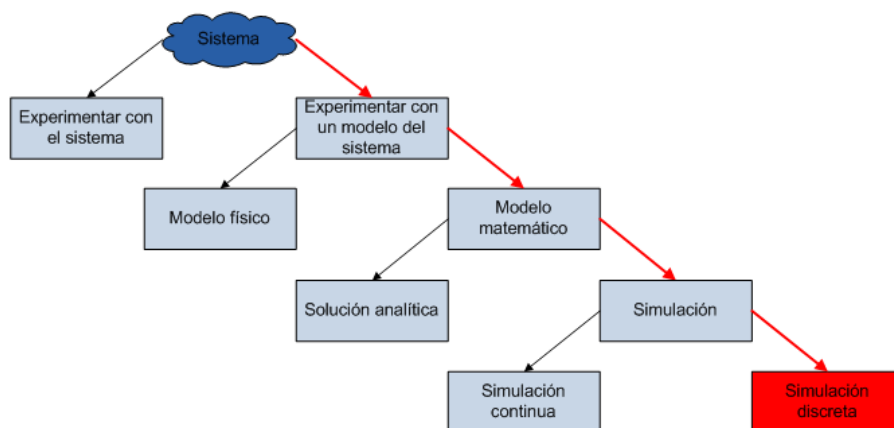 Sistema
Experimentar con
el sistema
Experimentar con
un modelo del
sistema
Modelo físico
Modelo
matemático
Solución analítica
Simulación
Simulación
continua
Simulación
discreta